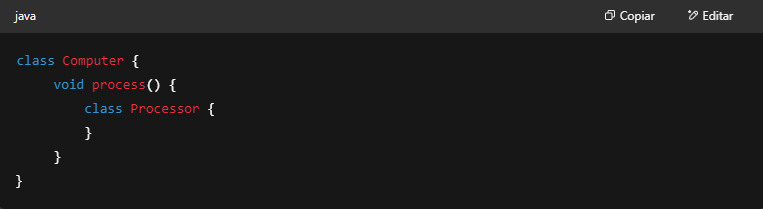 java
Copiar
Editar
class Computer {
    void process() {
        class Processor {
        }
    }
}